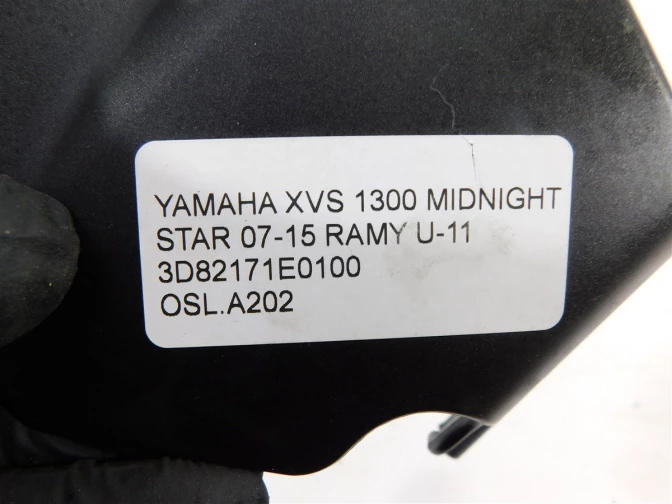 YAMAHA XVS 1300 MIDNIGHT
STAR 07-15 RAMY U-11
3D82171E0100
OSL.A202